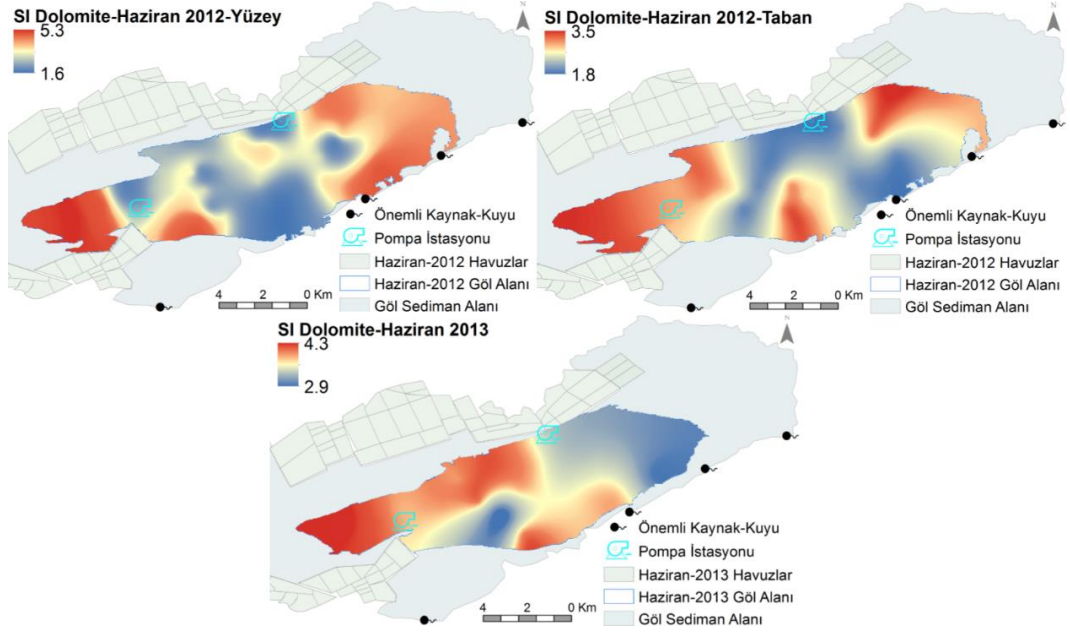 SI Dolomite-Haziran 2012-Yüzey
5.3
1.6
N
Önemli Kaynak-Kuyu
Pompa İstasyonu
Haziran-2012 Havuzlar
Haziran-2012 Göl Alanı
Göl Sediman Alanı
4 2 0 Km
SI Dolomite-Haziran 2012-Taban
3.5
1.8
N
Önemli Kaynak-Kuyu
Pompa İstasyonu
Haziran-2012 Havuzlar
Haziran-2012 Göl Alanı
Göl Sediman Alanı
4 2 0 Km
SI Dolomite-Haziran 2013
4.3
2.9
N
Önemli Kaynak-Kuyu
Pompa İstasyonu
Haziran-2013 Havuzlar
Haziran-2013 Göl Alanı
Göl Sediman Alanı
4 2 0 Km